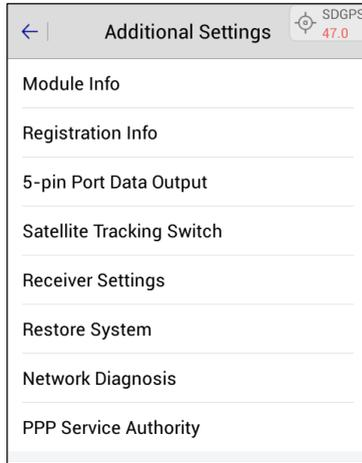 Additional Settings
SDGPS
47.0
Module Info
Registration Info
5-pin Port Data Output
Satellite Tracking Switch
Receiver Settings
Restore System
Network Diagnosis
PPP Service Authority